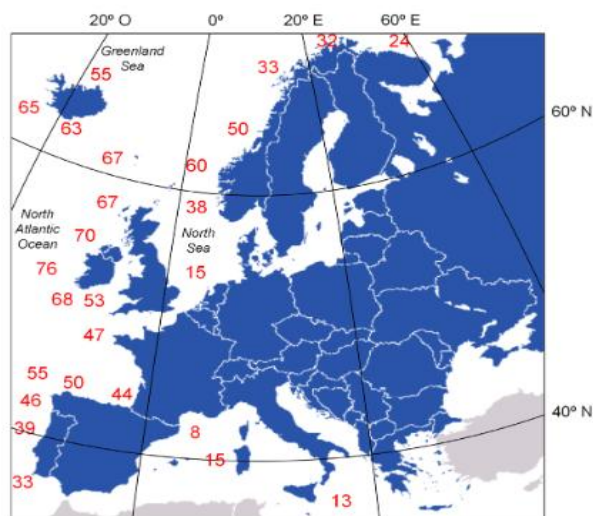 20º O 0º 20º E 60º E
Greenland
Sea
32 24
33
55
65
63
60º N
50
67
60
67
38
North
Atlantic
Ocean
70
North
Sea
76
15
68 53
47
55
50
46
44
40º N
39
8
15
33
13